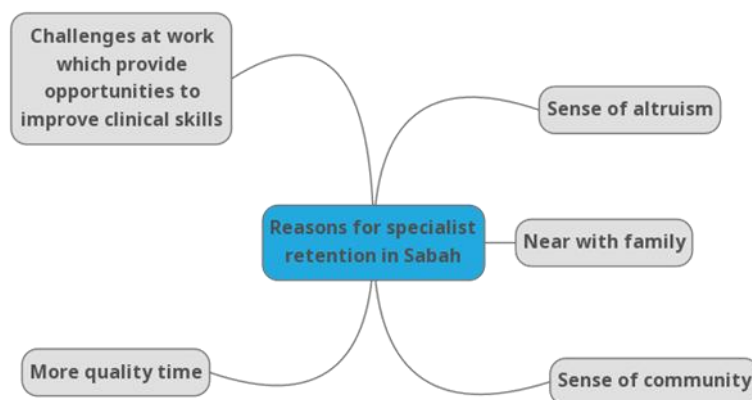 Challenges at work
which provide
opportunities to
improve clinical skills
Sense of altruism
Reasons for specialist
retention in Sabah
Near with family
More quality time
Sense of community